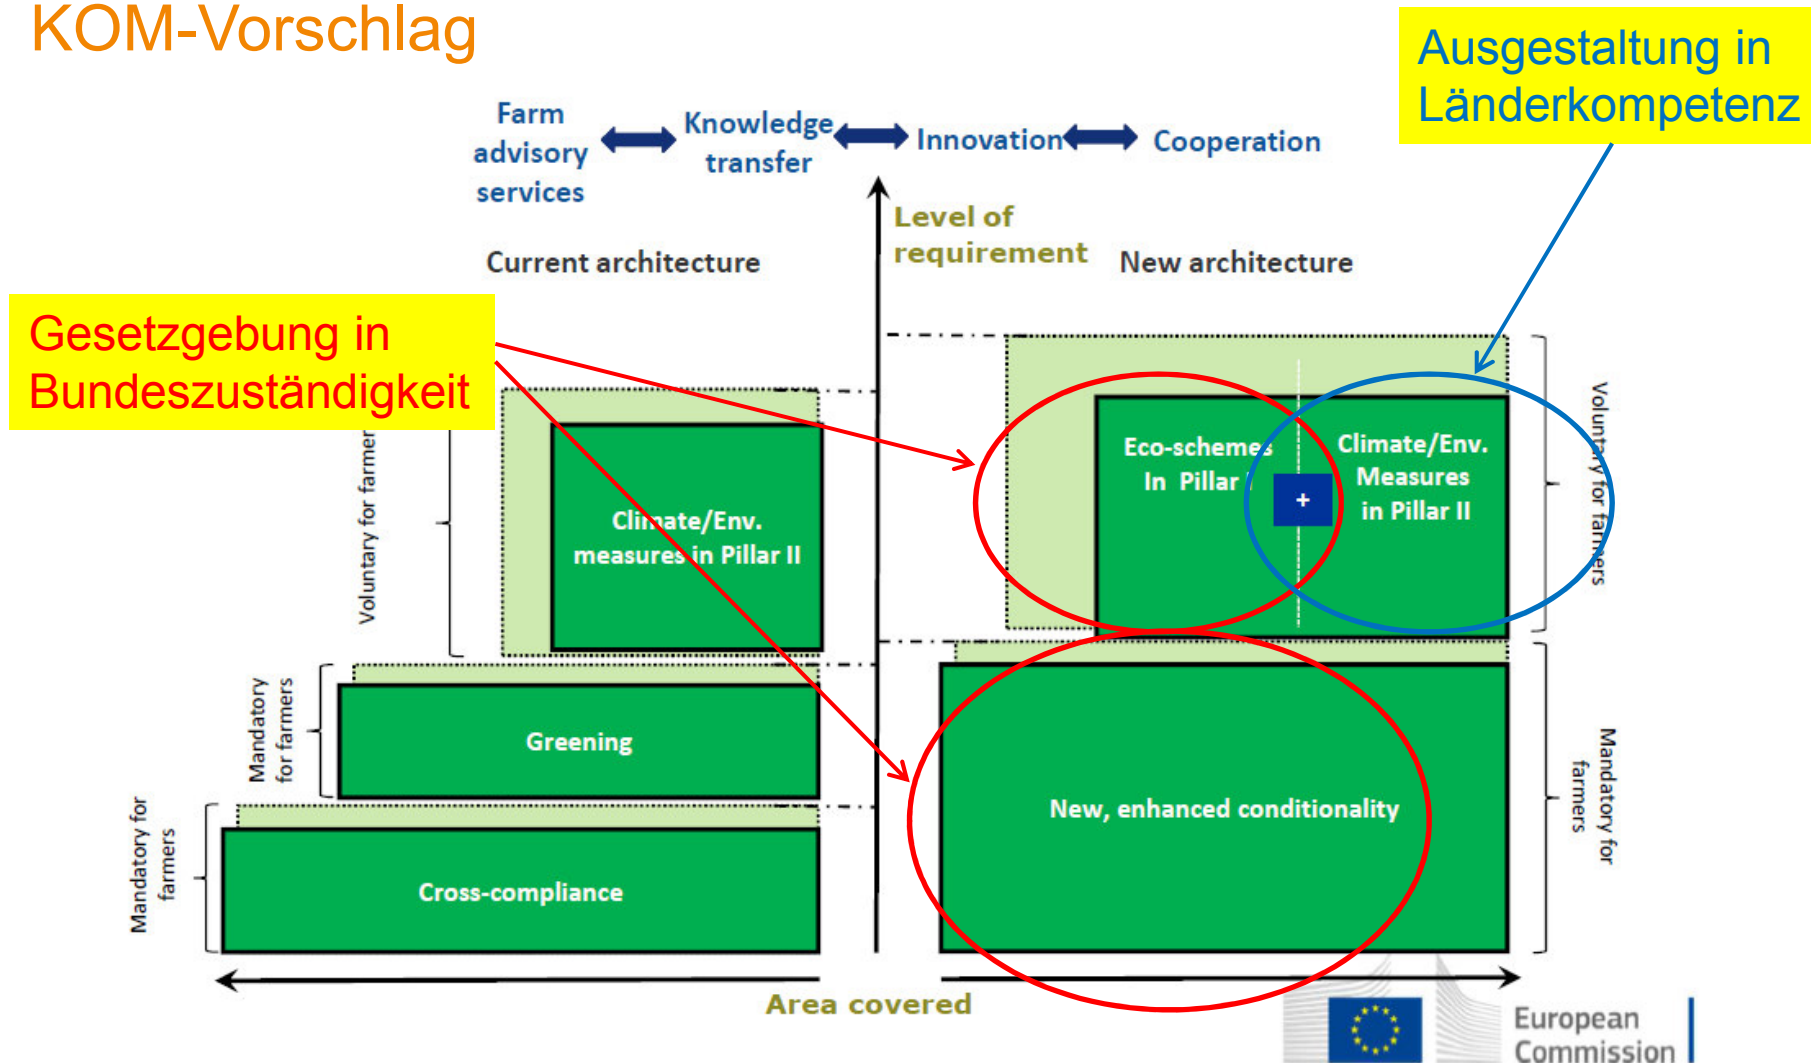 KOM-Vorschlag
Ausgestaltung in
Länderkompetenz
Farm
advisory
services
Knowledge
transfer
Innovation
Cooperation
Level of
requirement
Current architecture
New architecture
Gesetzgebung in
Bundeszuständigkeit
Voluntary for farmer
Climate/Env.
measures in Pillar II
Eco-schemes
In Pillar I
+
Climate/Env.
Measures
in Pillar II
Voluntary for farmers
Mandatory
for farmers
Greening
Mandatory for
farmers
Cross-compliance
New, enhanced conditionality
Mandatory for
farmers
Area covered
European
Commission